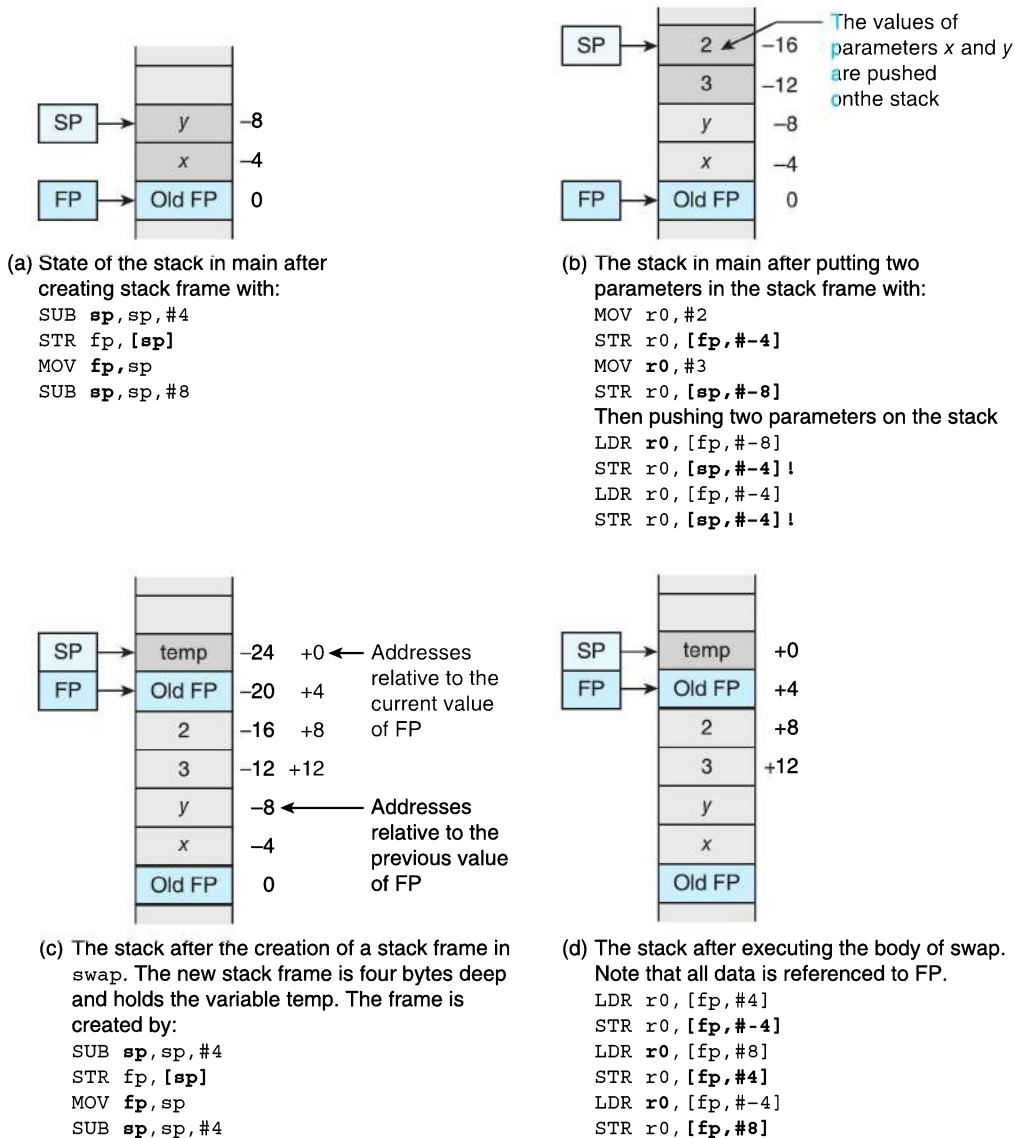 SP
y
–8
x
–4
FP
Old FP
0
(a) State of the stack in main after
creating stack frame with:
SUB sp,sp,#4
STR fp,[sp]
MOV fp,sp
SUB sp,sp,#8
SP
2
–16
3
–12
y
–8
x
–4
FP
Old FP
0
The values of
parameters x and y
are pushed
onthe stack
(b) The stack in main after putting two
parameters in the stack frame with:
MOV r0,#2
STR r0,[fp,#-4]
MOV r0,#3
STR r0,[sp,#-8]
Then pushing two parameters on the stack
LDR r0,[fp,#-8]
STR r0,[sp,#-4]!
LDR r0,[fp,#-4]
STR r0,[sp,#-4]!
SP
temp
–24 +0
FP
Old FP
–20 +4
2
–16 +8
3
–12 +12
y
–8
x
–4
Old FP
0
Addresses
relative to the
current value
of FP
Addresses
relative to the
previous value
of FP
(c) The stack after the creation of a stack frame in
swap. The new stack frame is four bytes deep
and holds the variable temp. The frame is
created by:
SUB sp,sp,#4
STR fp,[sp]
MOV fp,sp
SUB sp,sp,#4
SP
temp
+0
FP
Old FP
+4
2
+8
3
+12
y
x
Old FP
(d) The stack after executing the body of swap.
Note that all data is referenced to FP.
LDR r0,[fp,#4]
STR r0,[fp,#-4]
LDR r0,[fp,#8]
STR r0,[fp,#4]
LDR r0,[fp,#-4]
STR r0,[fp,#8]